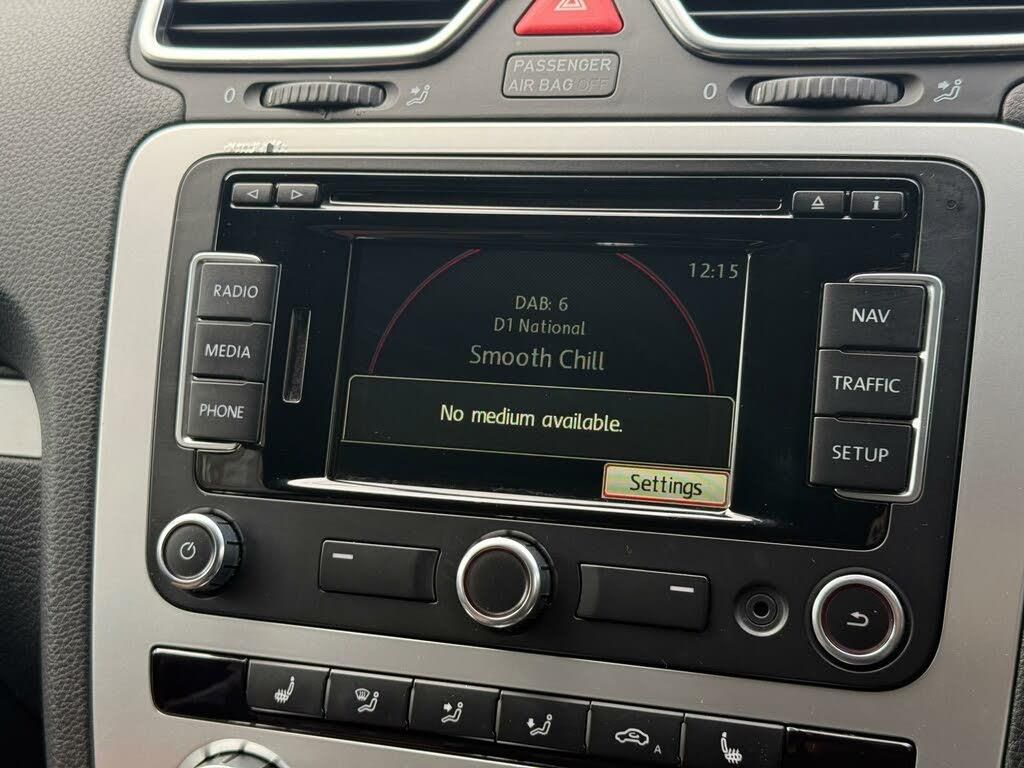 PASSENGER
AIR BAG OFF
0
0
RADIO
MEDIA
PHONE
12:15
DAB: 6
D1 National
Smooth Chill
No medium available.
Settings
NAV
TRAFFIC
SETUP
i
A